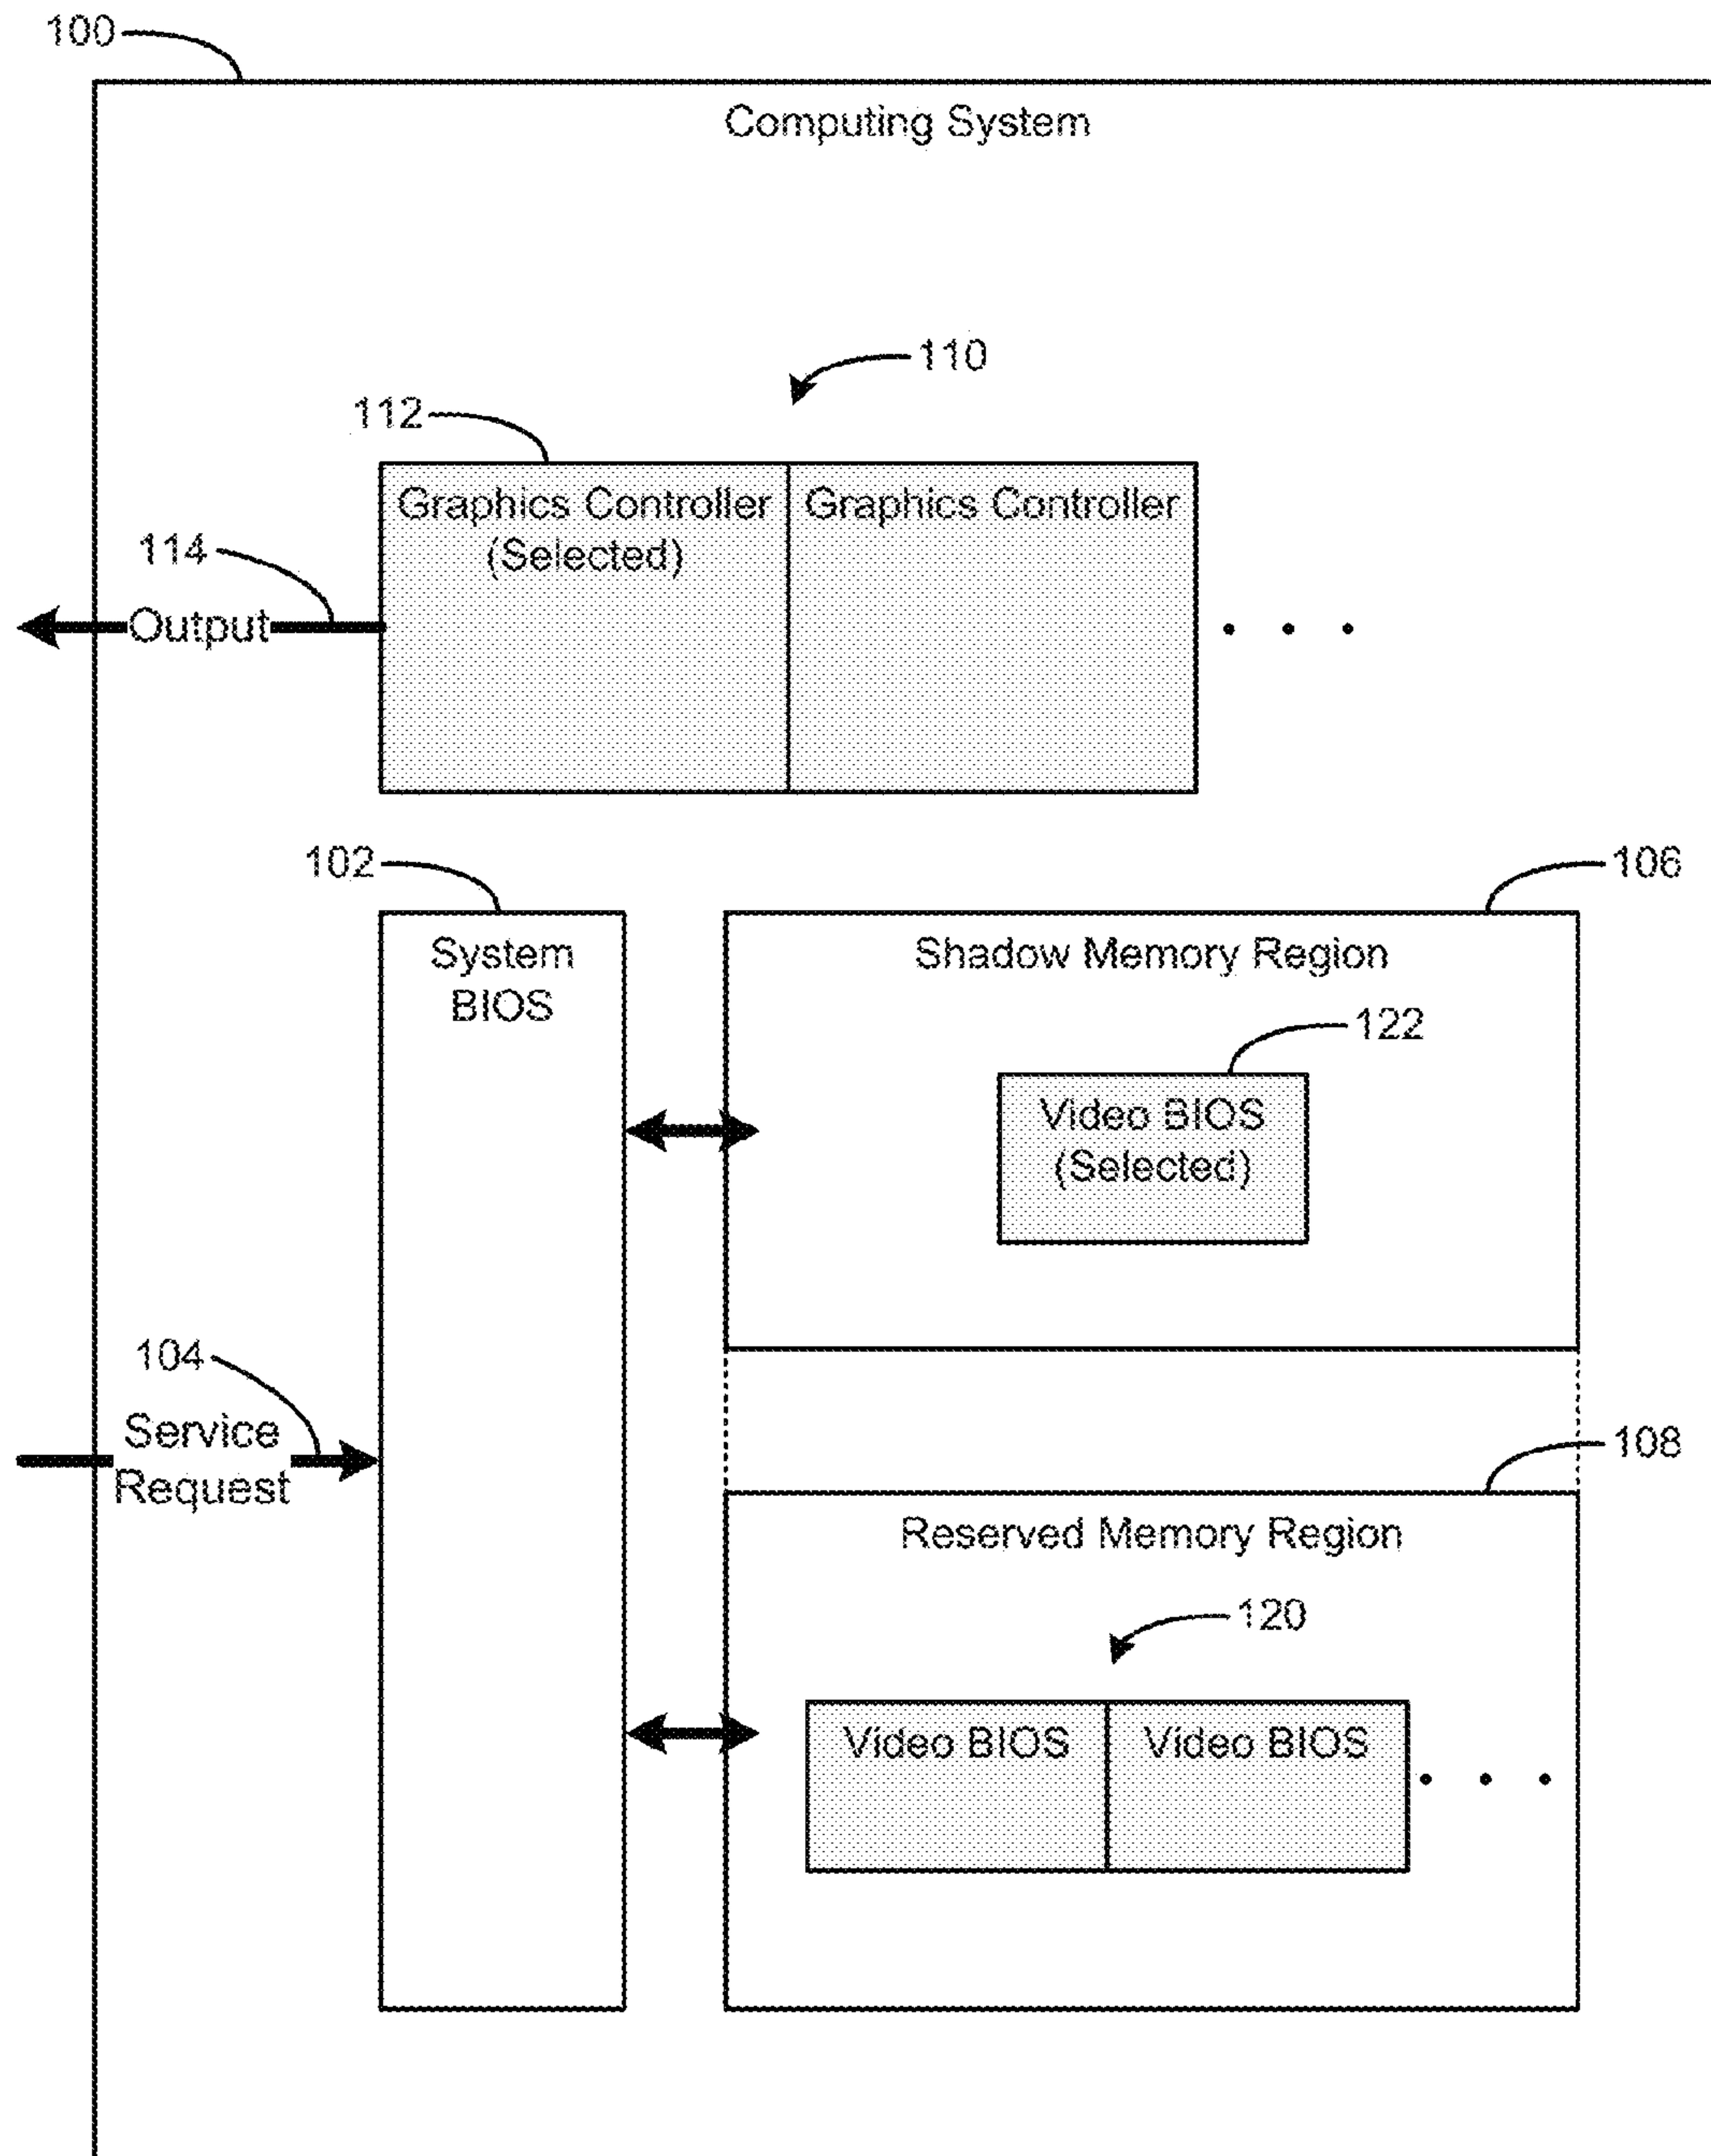 100
Computing System
110
112
Graphics Controller
(Selected)
Graphics Controller
114
Output
102
106
System
BIOS
Shadow Memory Region
122
Video BIOS
(Selected)
104
Service
Request
108
Reserved Memory Region
120
Video BIOS
Video BIOS